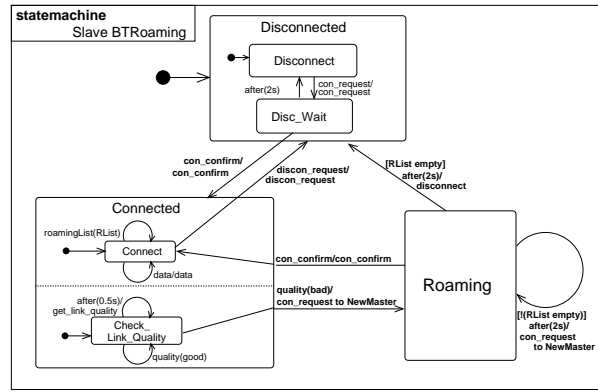 statemachine
Slave BTRoaming
Disconnected
Disconnect
after(2s)
con_request/
con_request
Disc_Wait
con_confirm/
con_confirm
discon_request/
discon_request
[RList empty]
after(2s)/
disconnect
Connected
roamingList(RList)
Connect
data/data
con_confirm/con_confirm
Roaming
after(0.5s)/
get_link_quality
Check_
Link_Quality
quality(good)
quality(bad)/
con_request to NewMaster
[!(RList empty)]
after(2s)/
con_request
to NewMaster